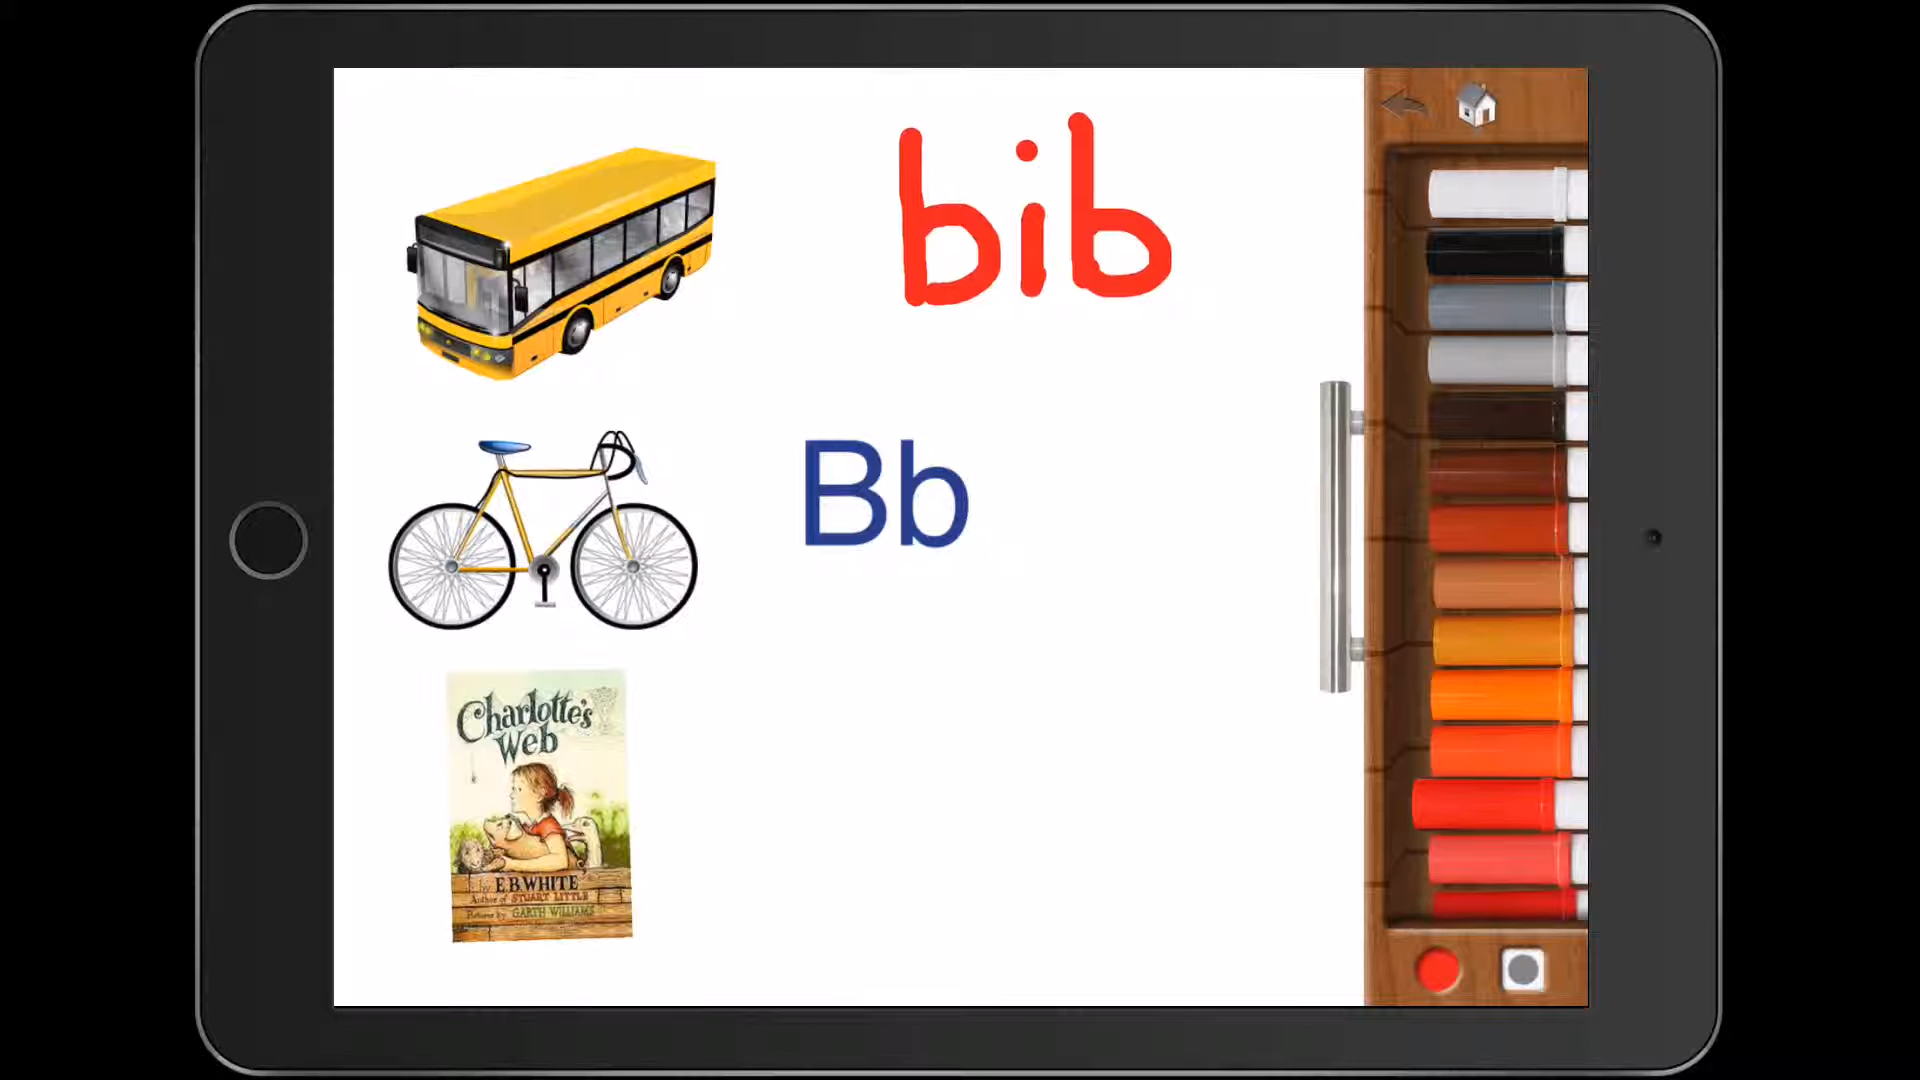 bib
Bb
Charlotte's
Web
by E.B. WHITE
Author of STUART LITTLE
Pictures by GARTH WILLIAMS